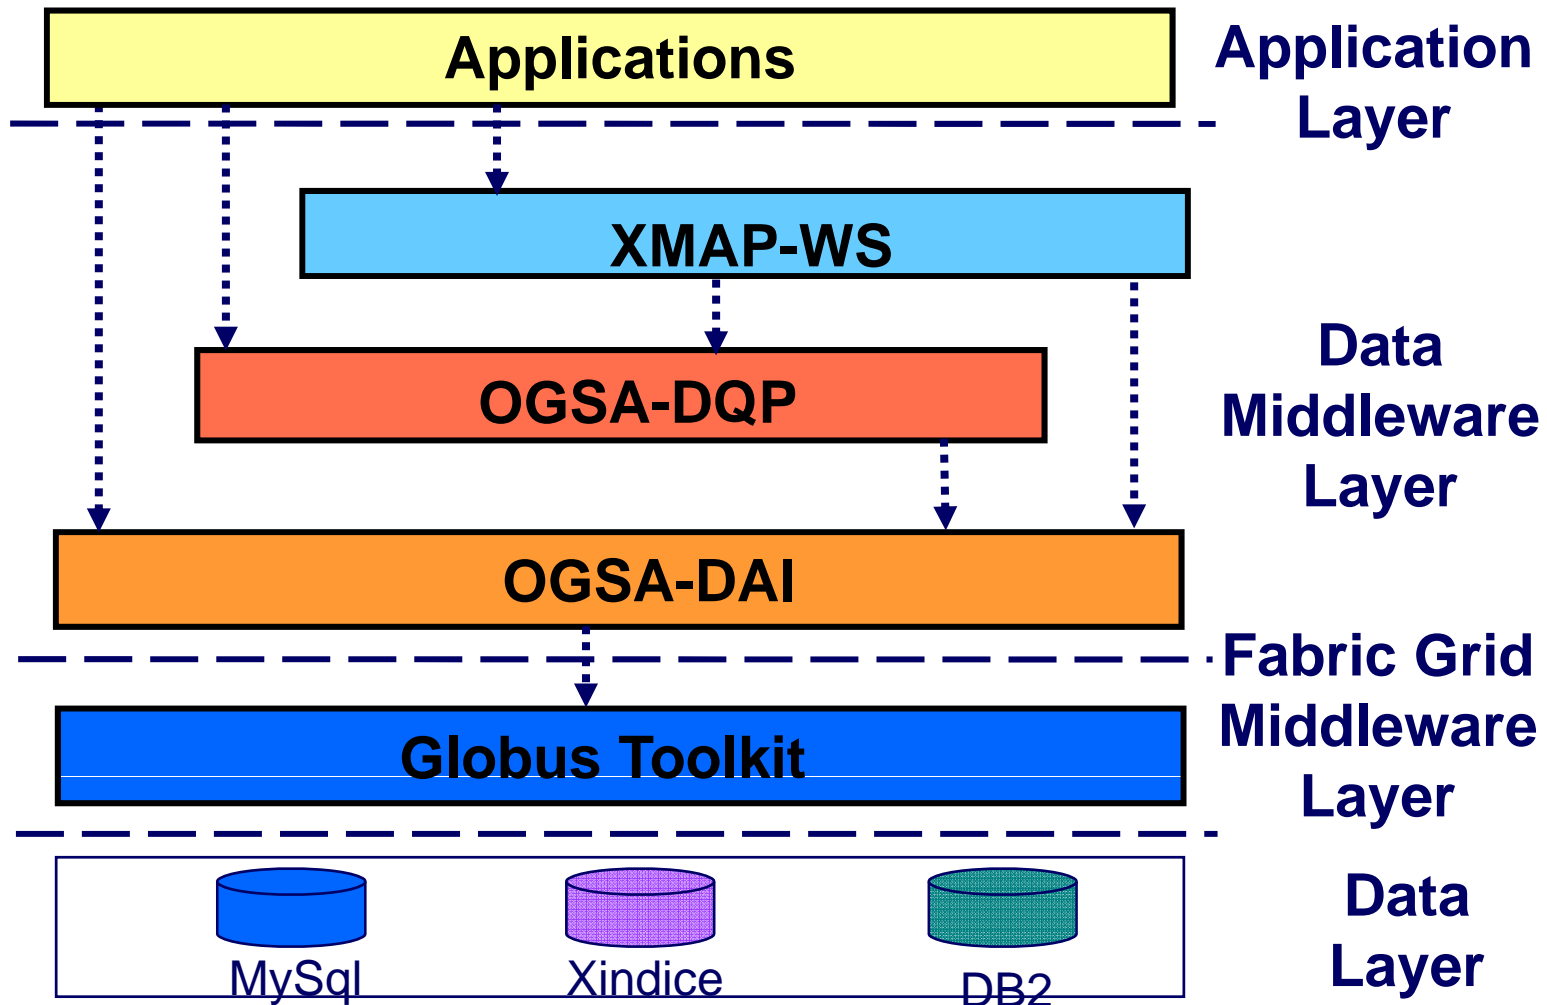 Applications
Application
Layer
XMAP-WS
OGSA-DQP
Data
Middleware
Layer
OGSA-DAI
Fabric Grid
Middleware
Layer
Globus Toolkit
MySql
Xindice
DB2
Data
Layer